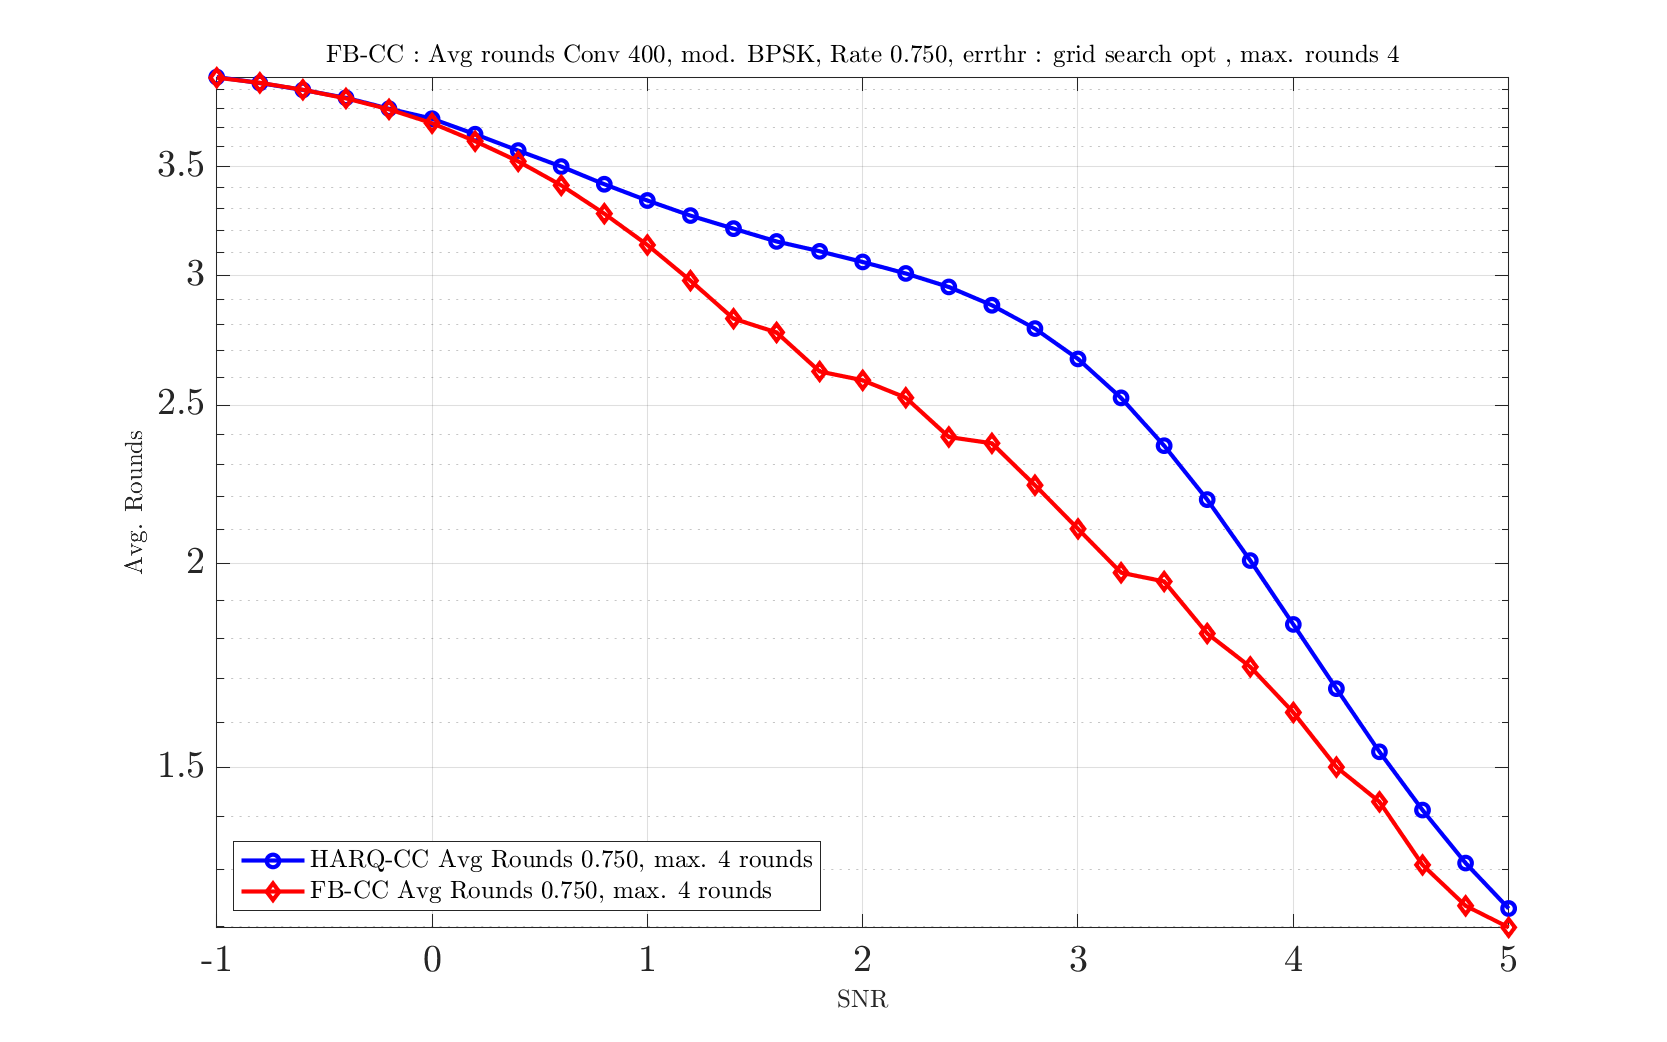 FB-CC : Avg rounds Conv 400, mod. BPSK, Rate 0.750, errthr : grid search opt , max. rounds 4
3.5
3
2.5
2
1.5
Avg. Rounds
HARQ-CC Avg Rounds 0.750, max. 4 rounds
FB-CC Avg Rounds 0.750, max. 4 rounds
-1 0 1 2 3 4 5
SNR